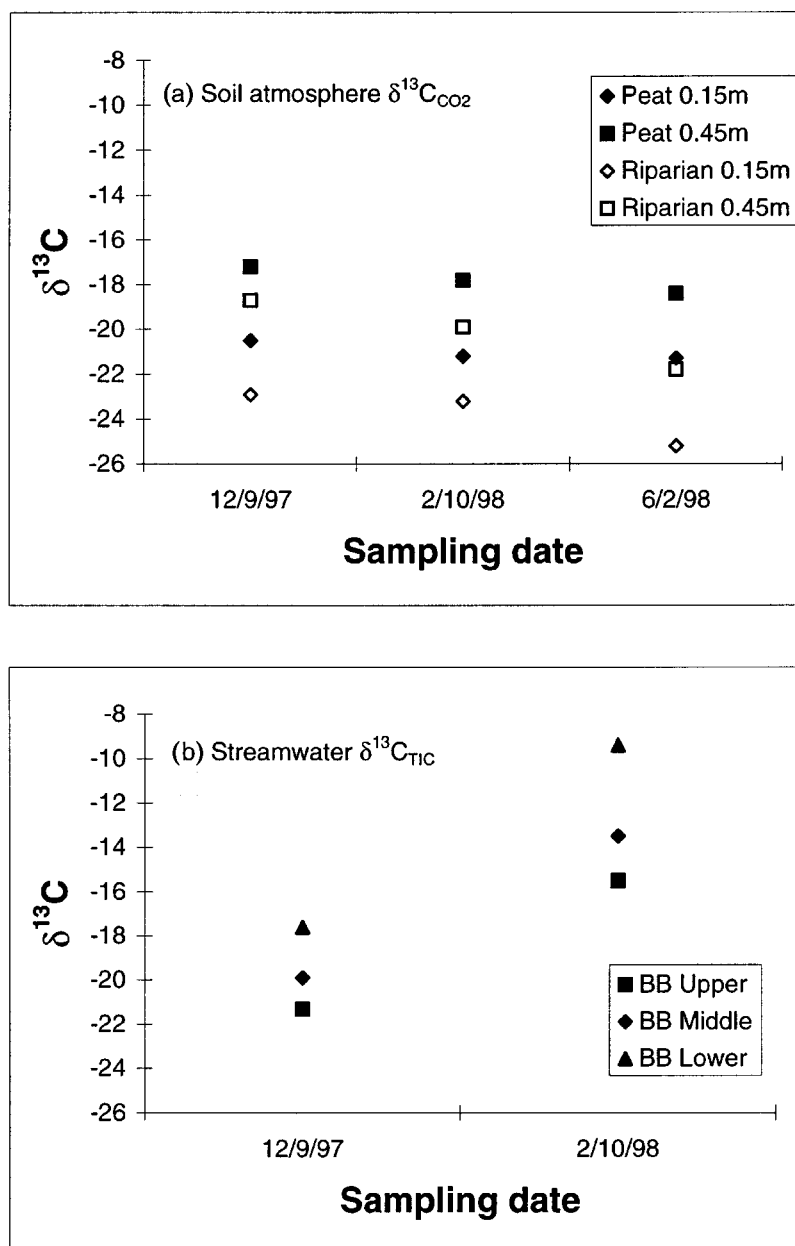 (a) Soil atmosphere δ¹³C_CO2
-8
-10
-12
-14
-16
-18
-20
-22
-24
-26
δ¹³C
Peat 0.15m
Peat 0.45m
Riparian 0.15m
Riparian 0.45m
12/9/97 2/10/98 6/2/98
Sampling date
(b) Streamwater δ¹³C_TIC
-8
-10
-12
-14
-16
-18
-20
-22
-24
-26
δ¹³C
BB Upper
BB Middle
BB Lower
12/9/97 2/10/98
Sampling date